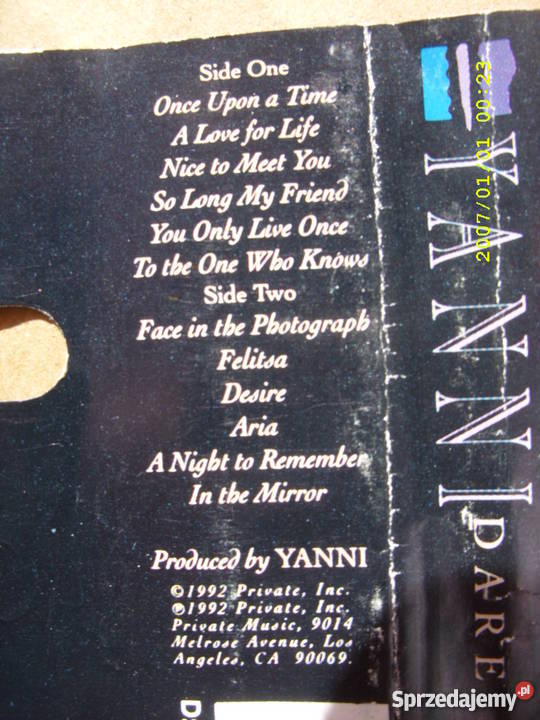 Side One
Once Upon a Time
A Love for Life
Nice to Meet You
So Long My Friend
You Only Live Once
To the One Who Knows
Side Two
Face in the Photograph
Felitsa
Desire
Aria
A Night to Remember
In the Mirror
Produced by YANNI
©1992 Private, Inc.
℗1992 Private, Inc.
Private Music, 9014
Melrose Avenue, Los
Angeles, CA 90069.
YANNI
DARE
2007/01/01 00:23
Sprzedajemy.pl